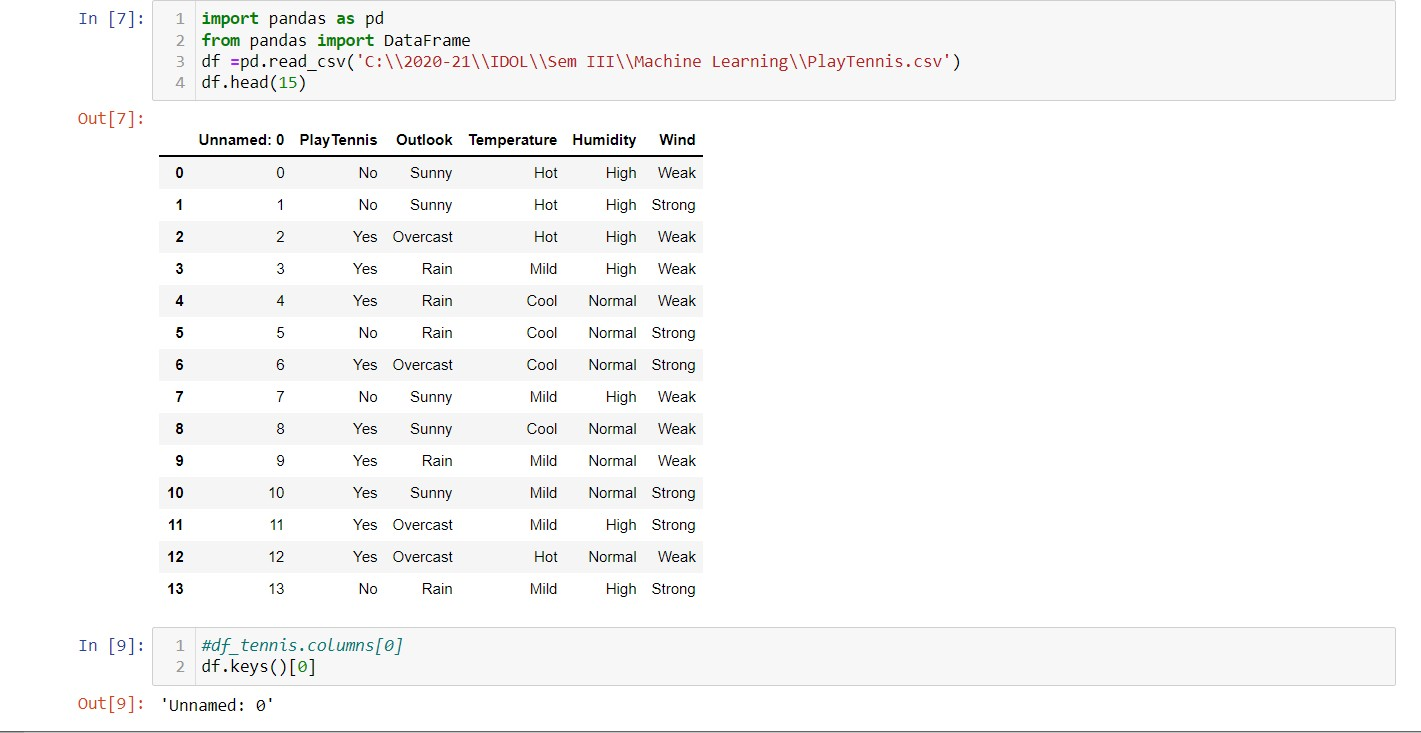 In [7]:
1 import pandas as pd
2 from pandas import DataFrame
3 df =pd.read_csv('C:\\2020-21\\IDOL\\Sem III\\Machine Learning\\PlayTennis.csv')
4 df.head(15)
Out[7]:
Unnamed: 0 PlayTennis Outlook Temperature Humidity Wind
0 0 No Sunny Hot High Weak
1 1 No Sunny Hot High Strong
2 2 Yes Overcast Hot High Weak
3 3 Yes Rain Mild High Weak
4 4 Yes Rain Cool Normal Weak
5 5 No Rain Cool Normal Strong
6 6 Yes Overcast Cool Normal Strong
7 7 No Sunny Mild High Weak
8 8 Yes Sunny Cool Normal Weak
9 9 Yes Rain Mild Normal Weak
10 10 Yes Sunny Mild Normal Strong
11 11 Yes Overcast Mild High Strong
12 12 Yes Overcast Hot Normal Weak
13 13 No Rain Mild High Strong
In [9]:
1 #df_tennis.columns[0]
2 df.keys()[0]
Out[9]: 'Unnamed: 0'